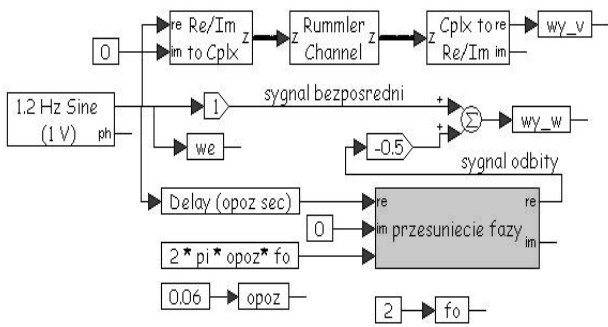 re Re/Im z
im to Cplx
z Rummler z
Channel
z Cplx to re
Re/Im im
wy_v
0
1.2 Hz Sine
(1 V) ph
1
sygnal bezposredni
+
+
Σ
wy_w
we
-0.5
sygnal odbity
Delay (opoz sec)
0
2 * pi * opoz* fo
re re
im przesuniecie fazy
im
0.06
opoz
2
fo